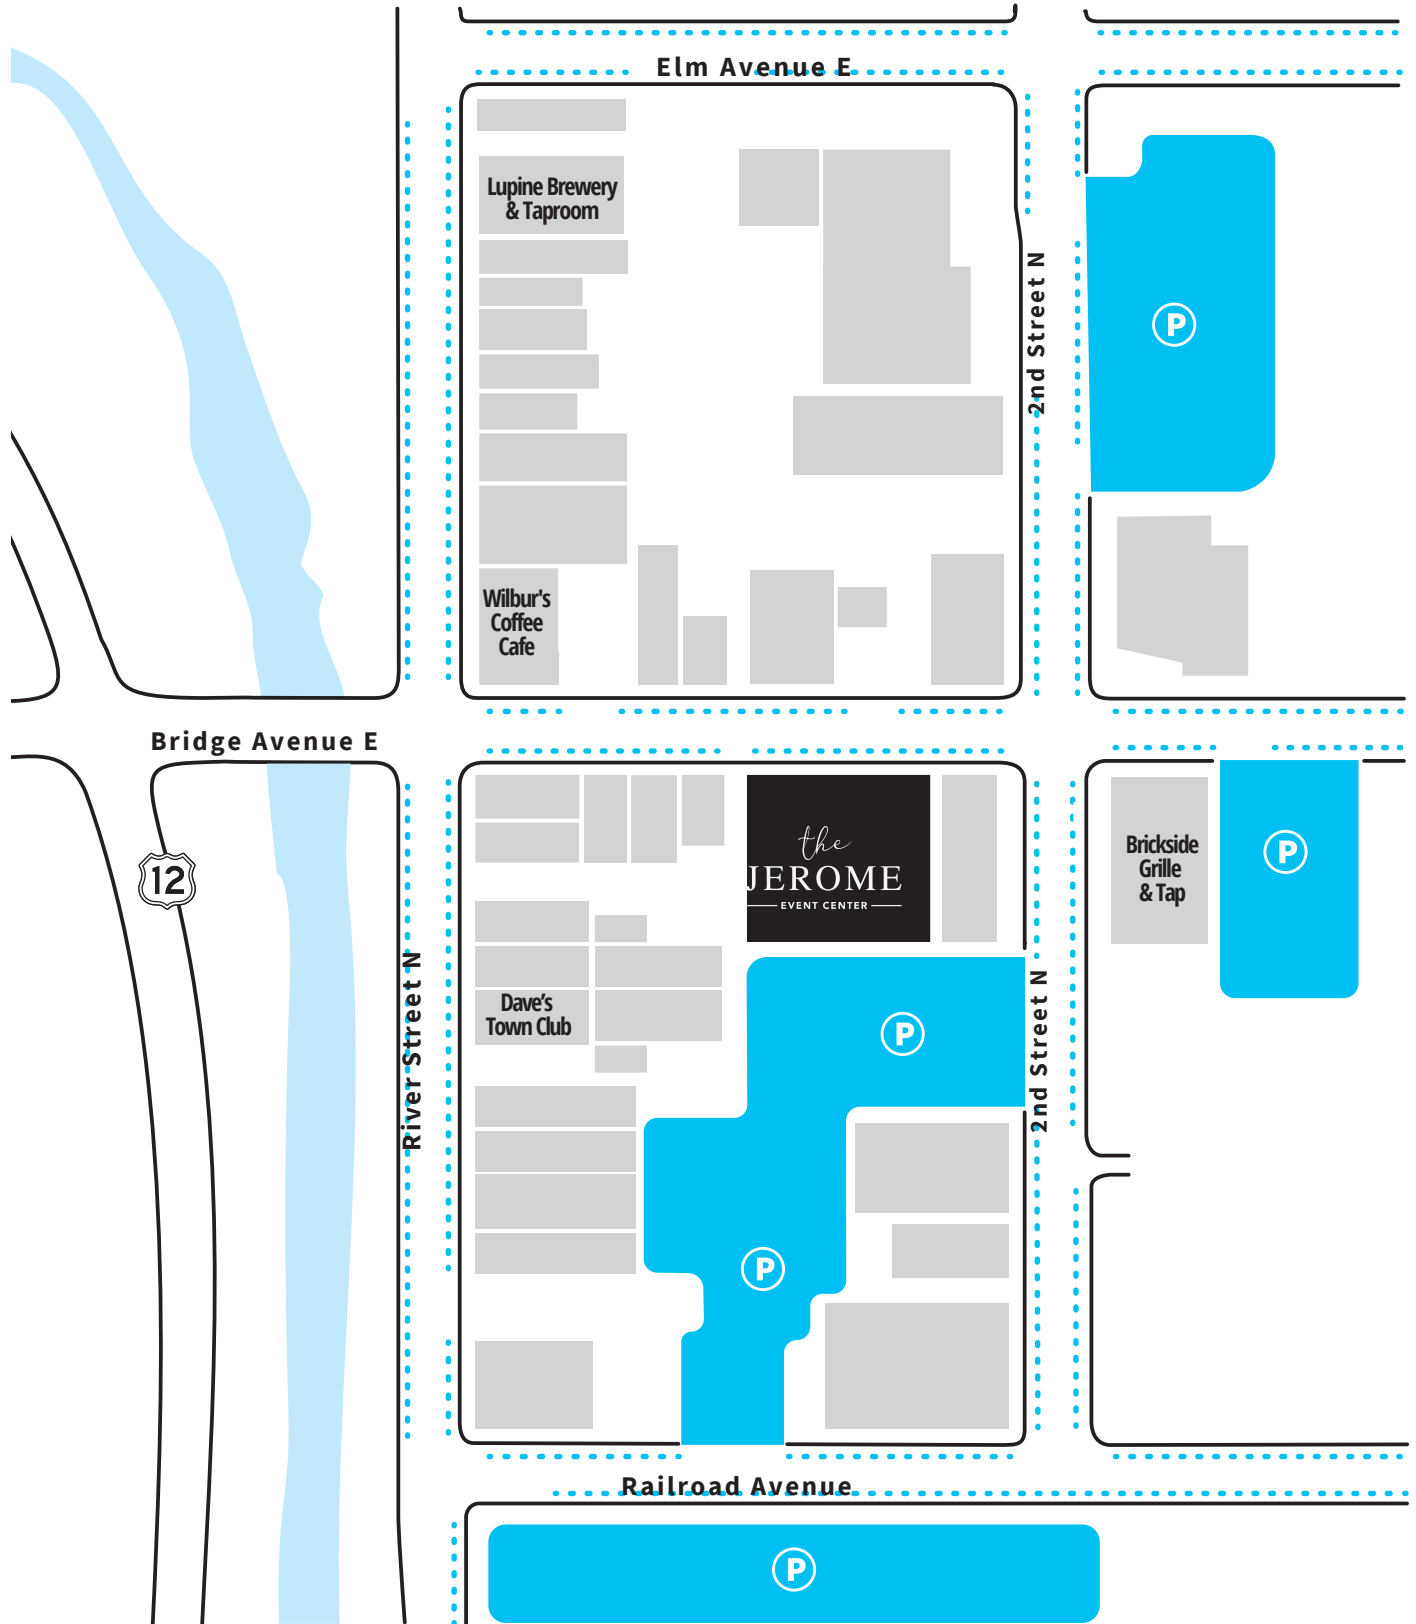 Elm Avenue E
Lupine Brewery
& Taproom
2nd Street N
P
Wilbur's
Coffee
Cafe
Bridge Avenue E
the
JEROME
EVENT CENTER
Brickside
Grille
& Tap
P
12
River Street N
Dave's
Town Club
P
2nd Street N
P
Railroad Avenue
P